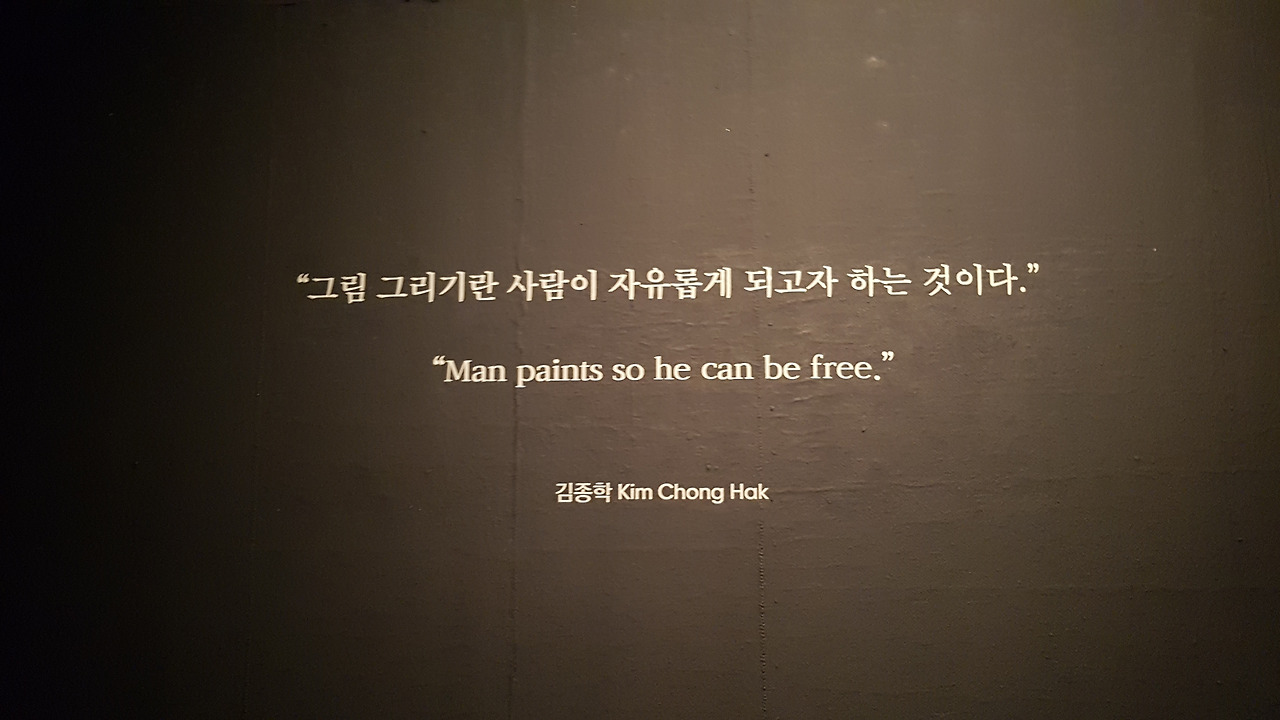 “그림 그리기란 사람이 자유롭게 되고자 하는 것이다.”
“Man paints so he can be free.”
김종학 Kim Chong Hak